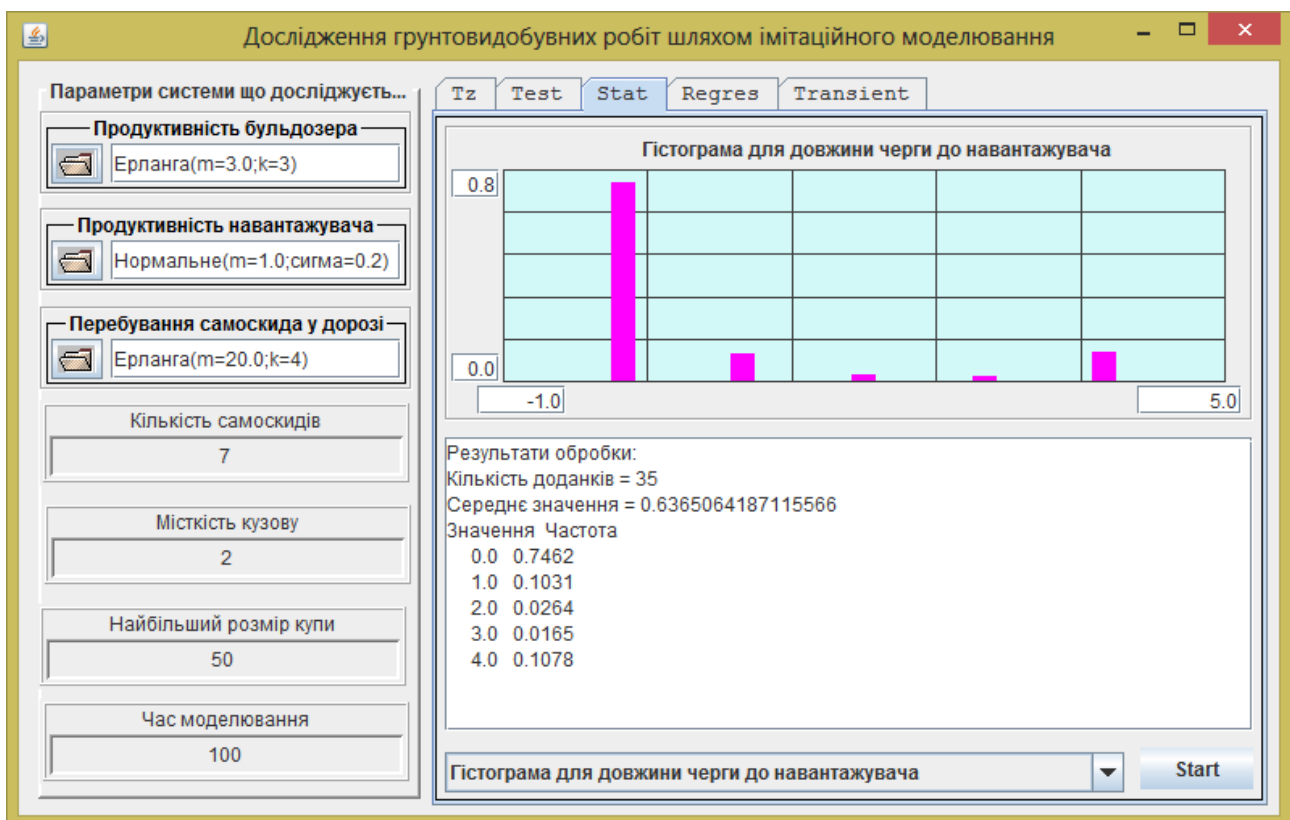 Дослідження грунтовидобувних робіт шляхом імітаційного моделювання
Параметри системи що досліджуєть...
Продуктивність бульдозера
Ерланга(m=3.0;k=3)
Продуктивність навантажувача
Нормальне(m=1.0;сигма=0.2)
Перебування самоскида у дорозі
Ерланга(m=20.0;k=4)
Кількість самоскидів
7
Місткість кузову
2
Найбільший розмір купи
50
Час моделювання
100
Tz Test Stat Regres Transient
Гістограма для довжини черги до навантажувача
0.8
0.0
-1.0 5.0
Результати обробки:
Кількість доданків = 35
Середнє значення = 0.6365064187115566
Значення Частота
0.0 0.7462
1.0 0.1031
2.0 0.0264
3.0 0.0165
4.0 0.1078
Гістограма для довжини черги до навантажувача
Start